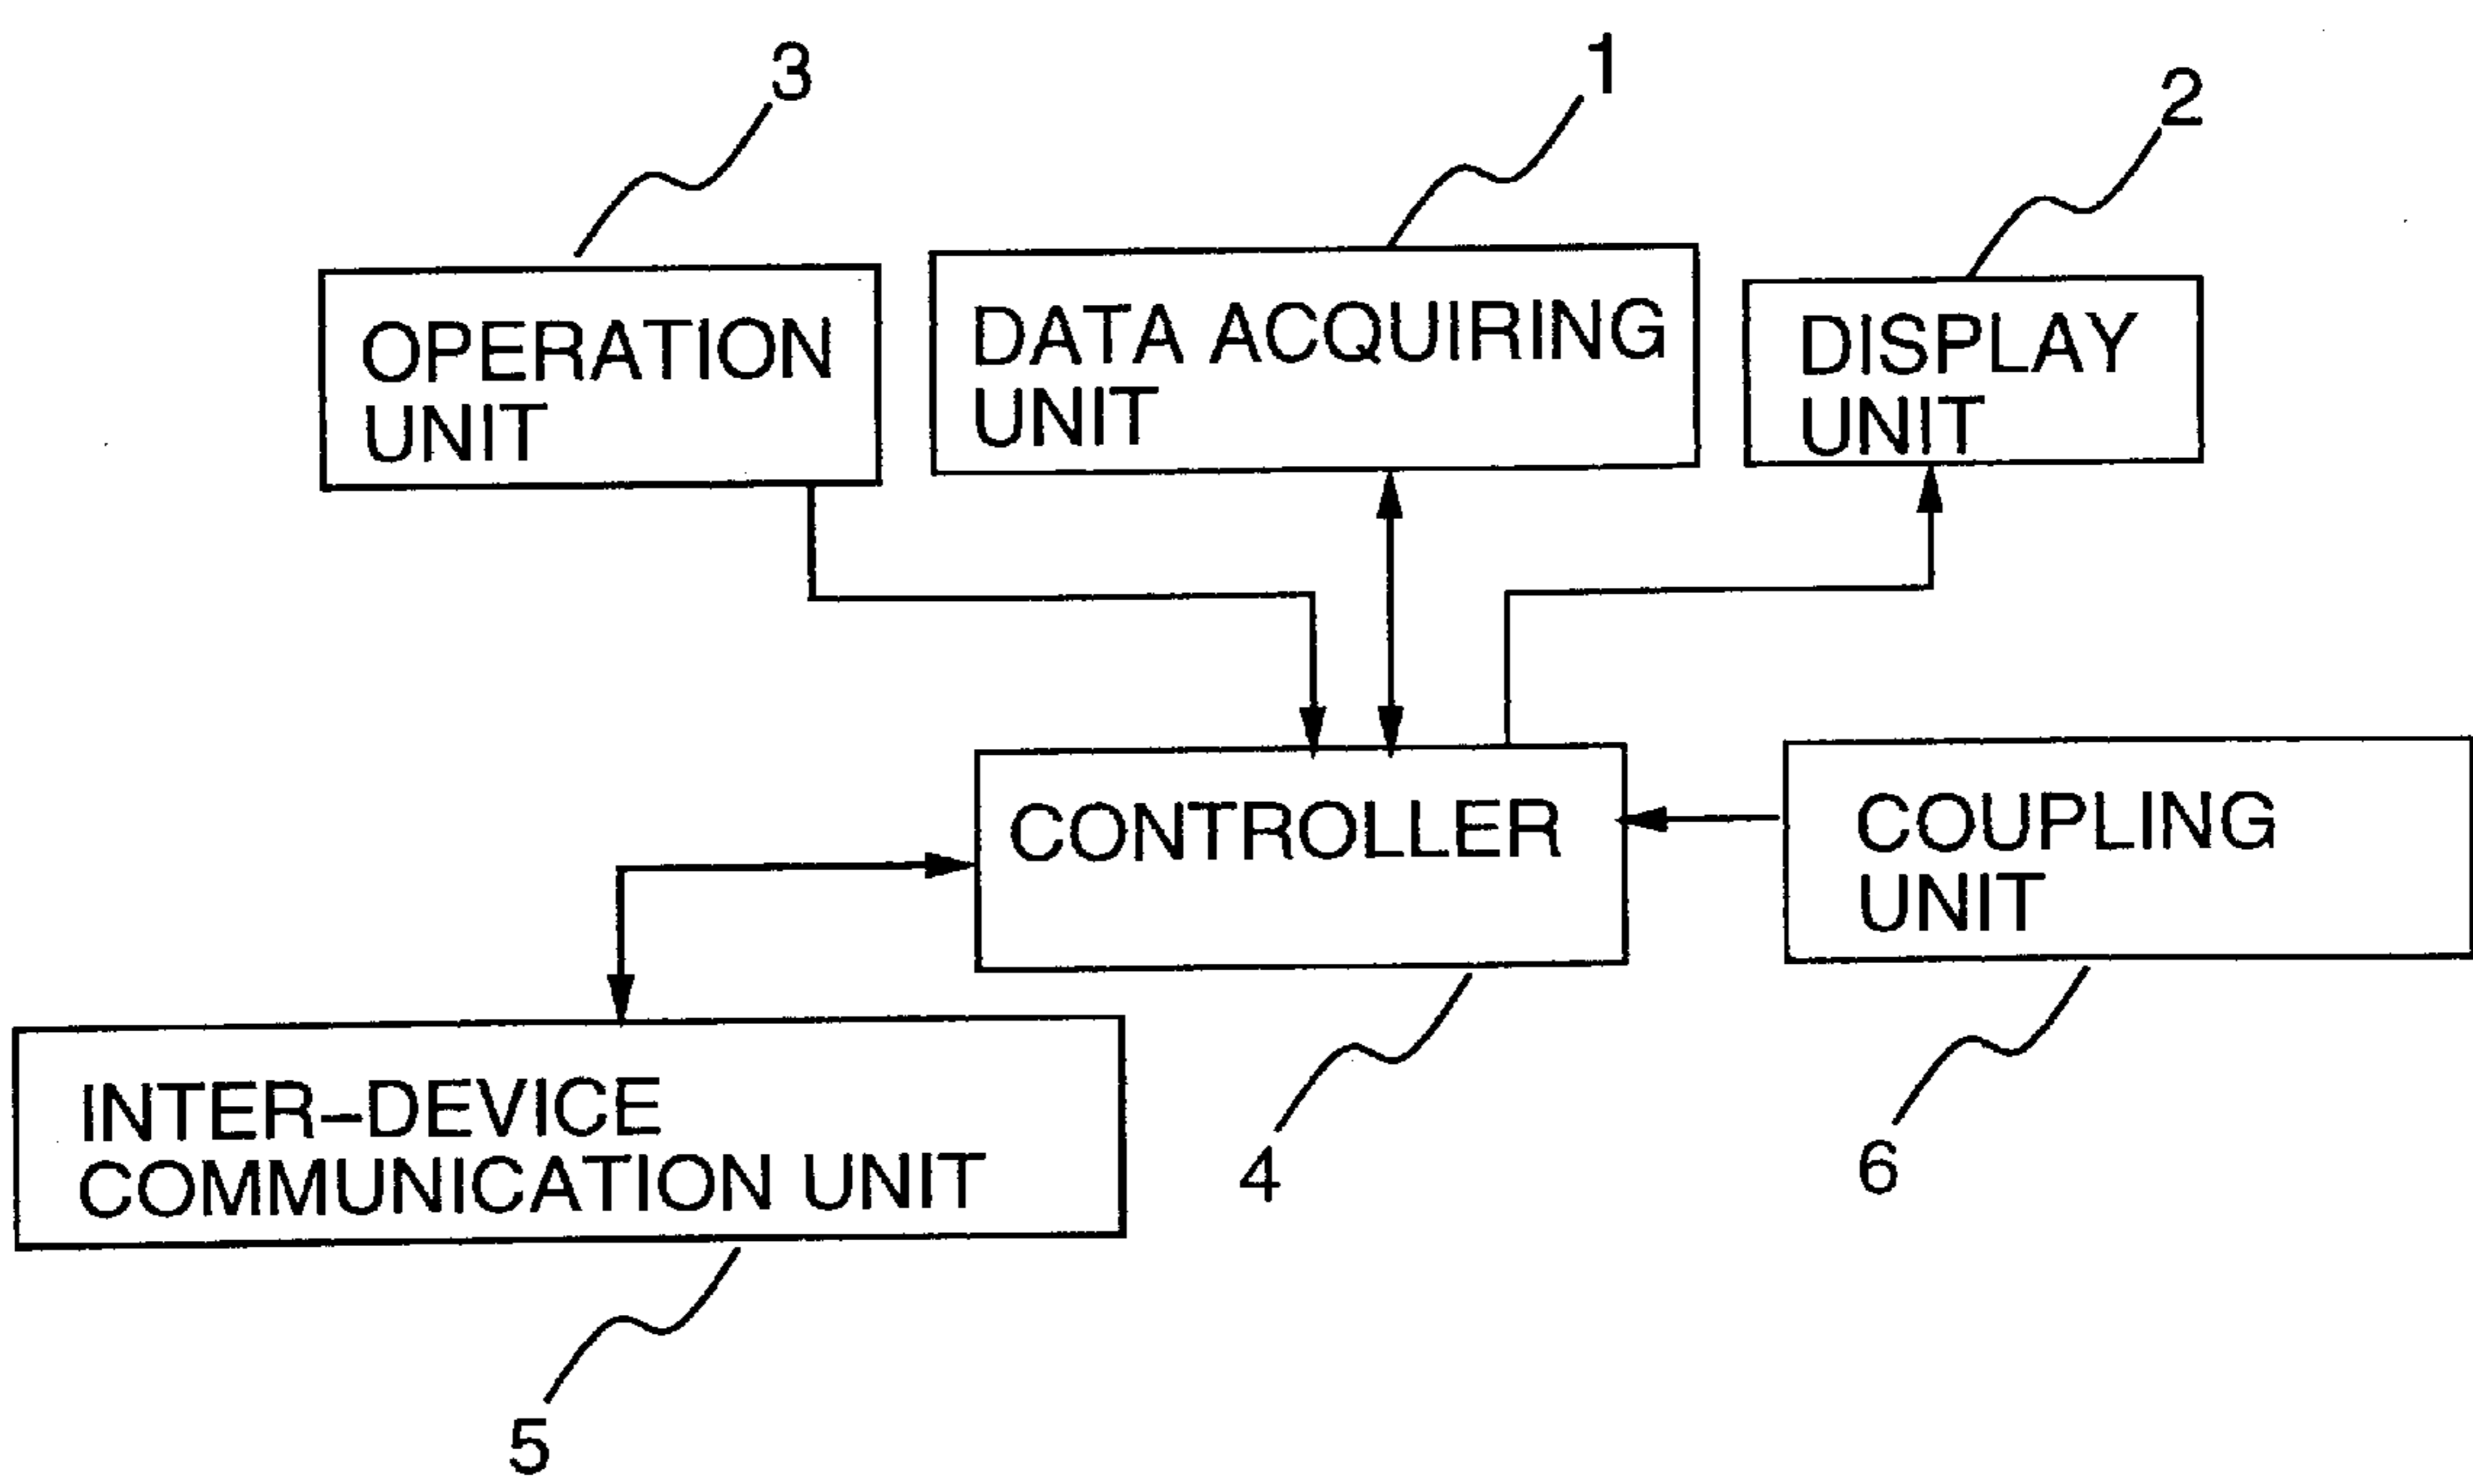 3
1
2
OPERATION
UNIT
DATA ACQUIRING
UNIT
DISPLAY
UNIT
CONTROLLER
COUPLING
UNIT
INTER-DEVICE
COMMUNICATION UNIT
4
6
5